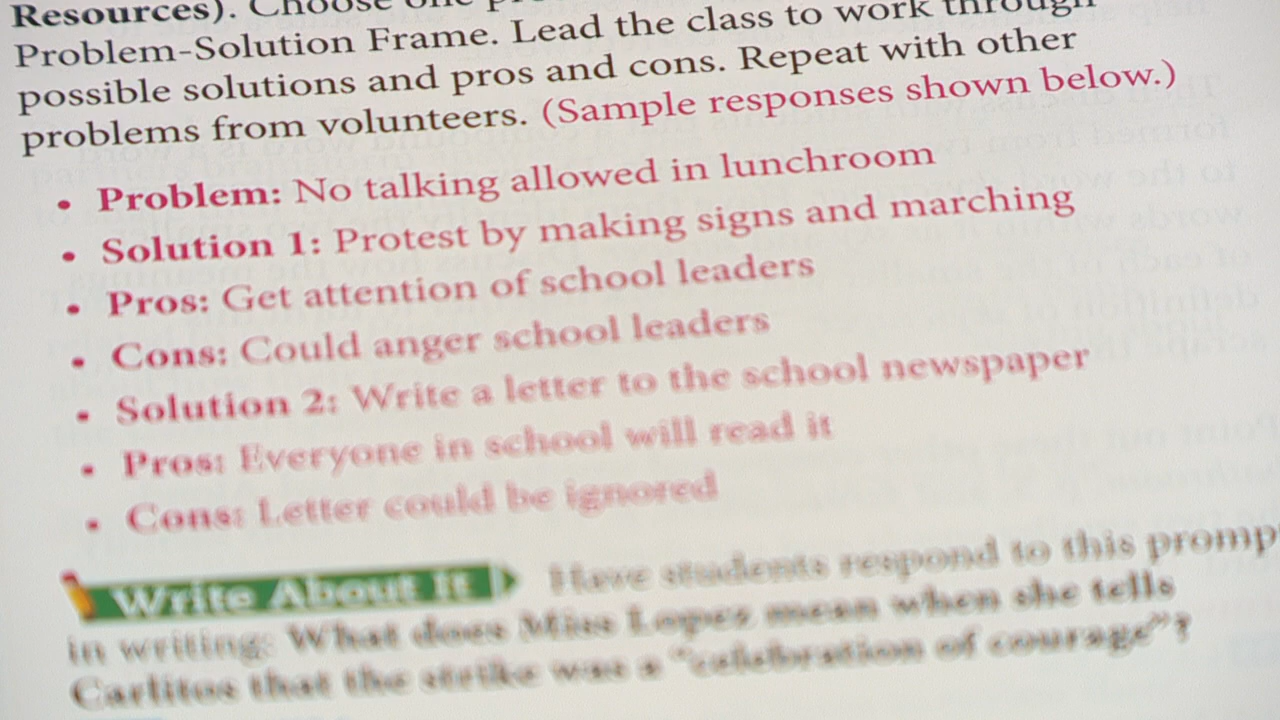 Resources). Choose one
Problem-Solution Frame. Lead the class to work through
possible solutions and pros and cons. Repeat with other
problems from volunteers. (Sample responses shown below.)
• Problem: No talking allowed in lunchroom
• Solution 1: Protest by making signs and marching
• Pros: Get attention of school leaders
• Cons: Could anger school leaders
• Solution 2: Write a letter to the school newspaper
• Pros: Everyone in school will read it
• Cons: Letter could be ignored
Write About It Have students respond to this promp
in writing: What does Miss Lopez mean when she tells
Carlitos that the strike was a "celebration of courage"?